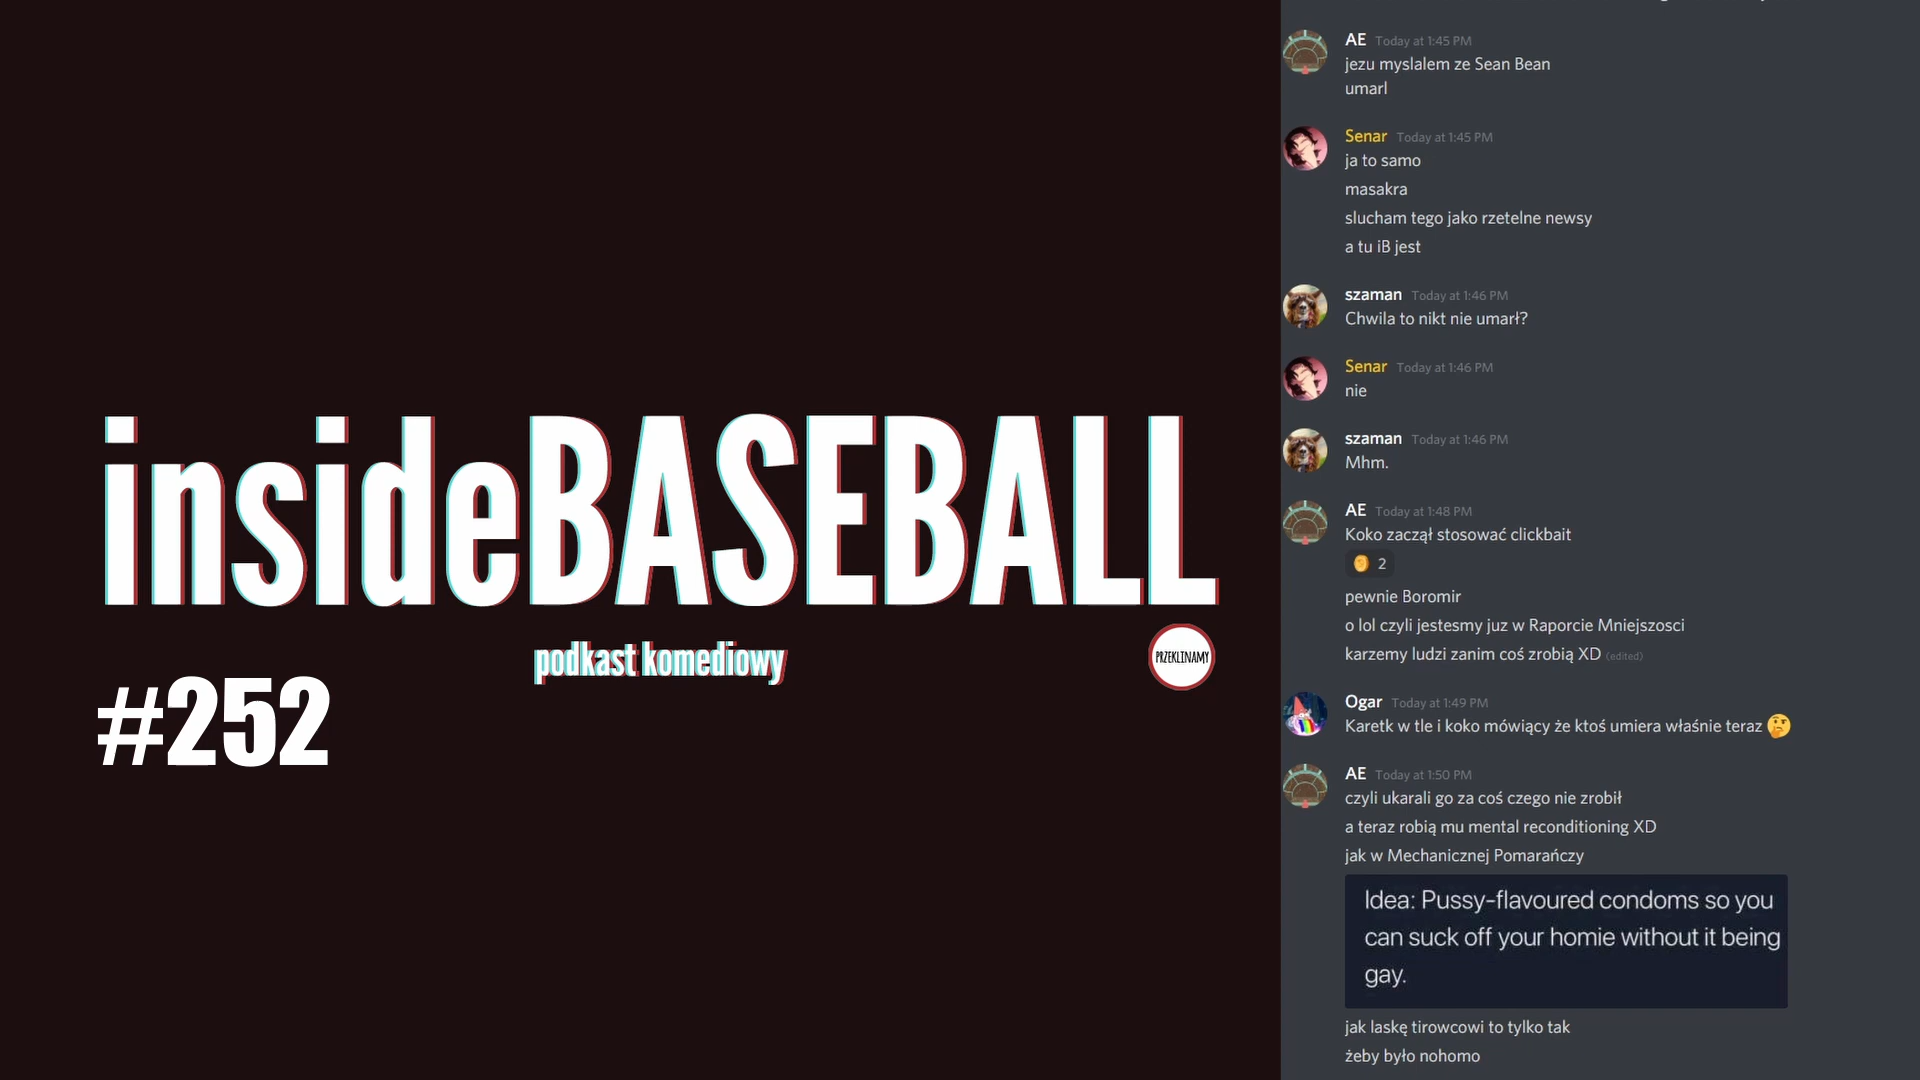 insideBASEBALL
podkast komediowy
PRZEKLINAMY
#252
AE Today at 1:45 PM
jezu myslalem ze Sean Bean
umarl
Senar Today at 1:45 PM
ja to samo
masakra
slucham tego jako rzetelne newsy
a tu iB jest
szaman Today at 1:46 PM
Chwila to nikt nie umarł?
Senar Today at 1:46 PM
nie
szaman Today at 1:46 PM
Mhm.
AE Today at 1:48 PM
Koko zaczął stosować clickbait
2
pewnie Boromir
o lol czyli jestesmy juz w Raporcie Mniejszosci
karzemy ludzi zanim coś zrobią XD (edited)
Ogar Today at 1:49 PM
Karetk w tle i koko mówiący że ktoś umiera właśnie teraz 🤔
AE Today at 1:50 PM
czyli ukarali go za coś czego nie zrobił
a teraz robią mu mental reconditioning XD
jak w Mechanicznej Pomarańczy
Idea: Pussy-flavoured condoms so you
can suck off your homie without it being
gay.
jak laskę tirowcowi to tylko tak
żeby było nohomo